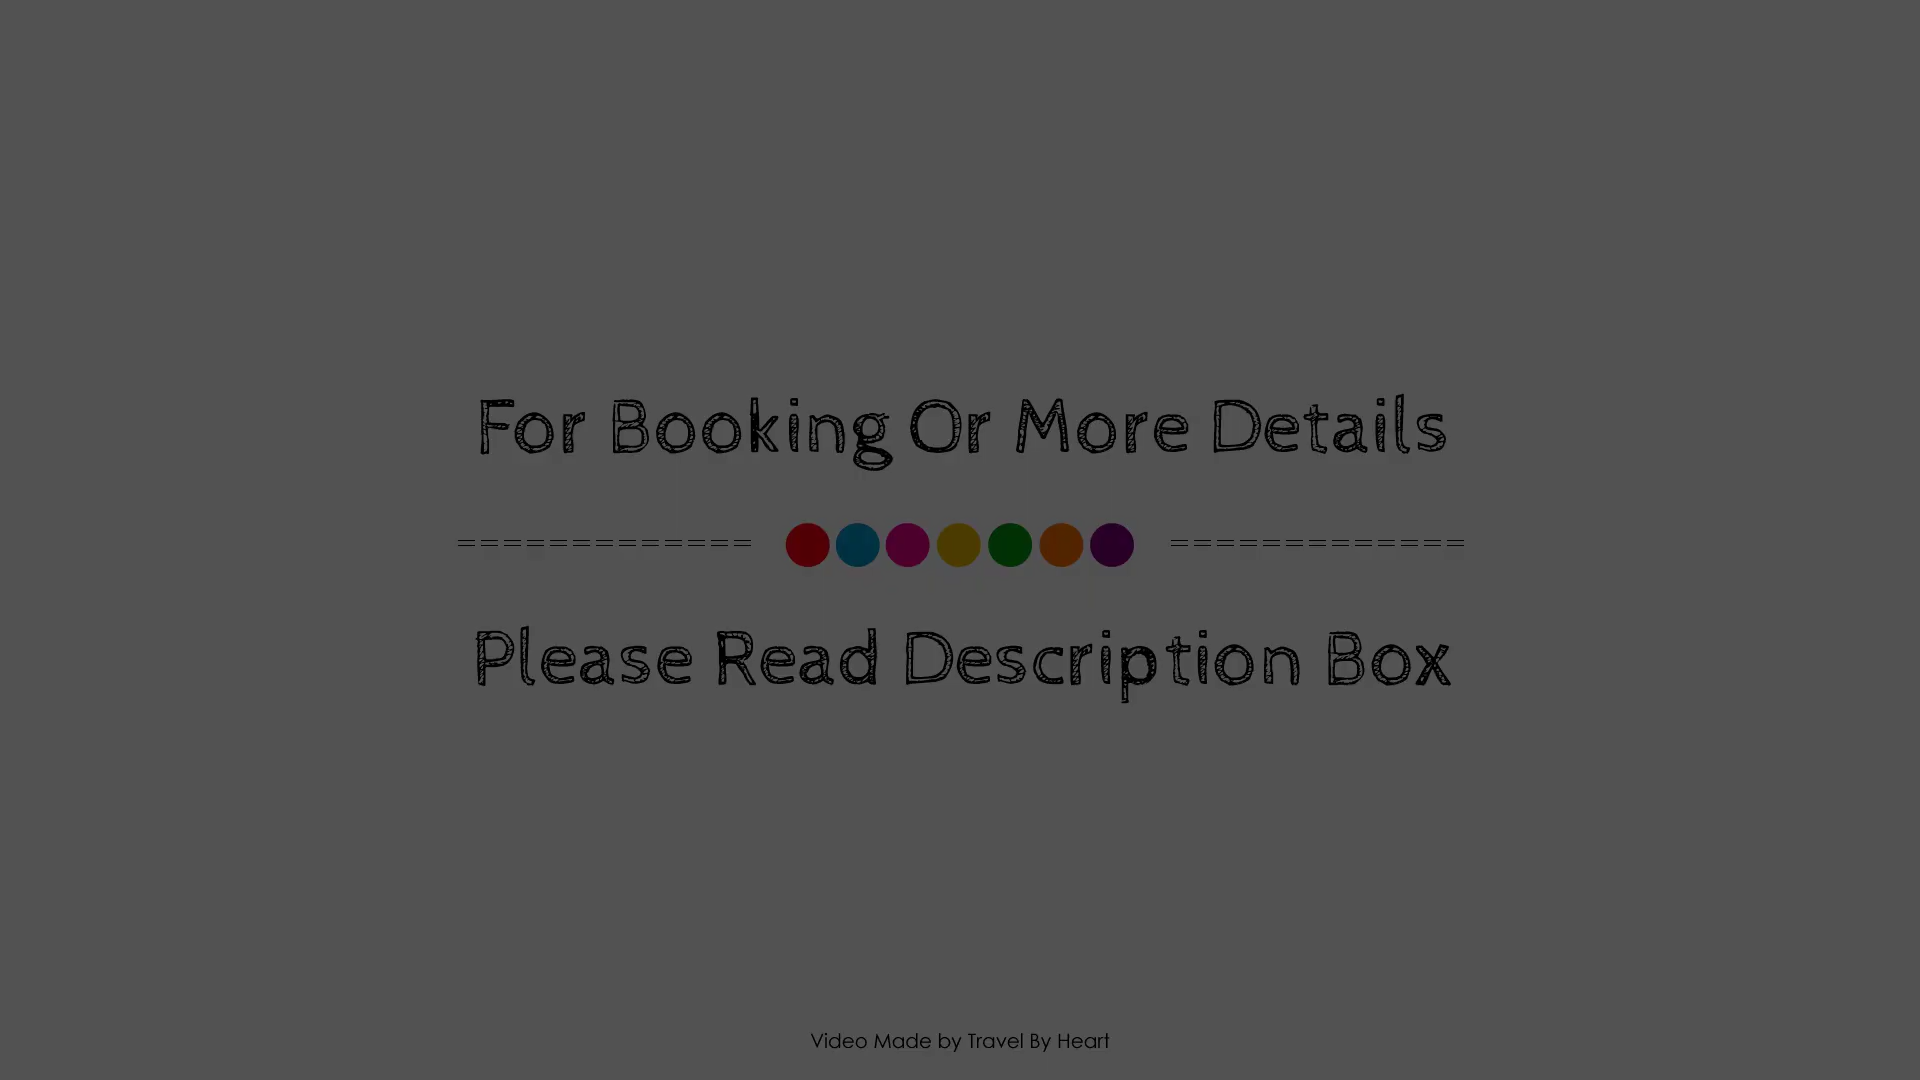 For Booking Or More Details
============= =============
Please Read Description Box
Video Made by Travel By Heart